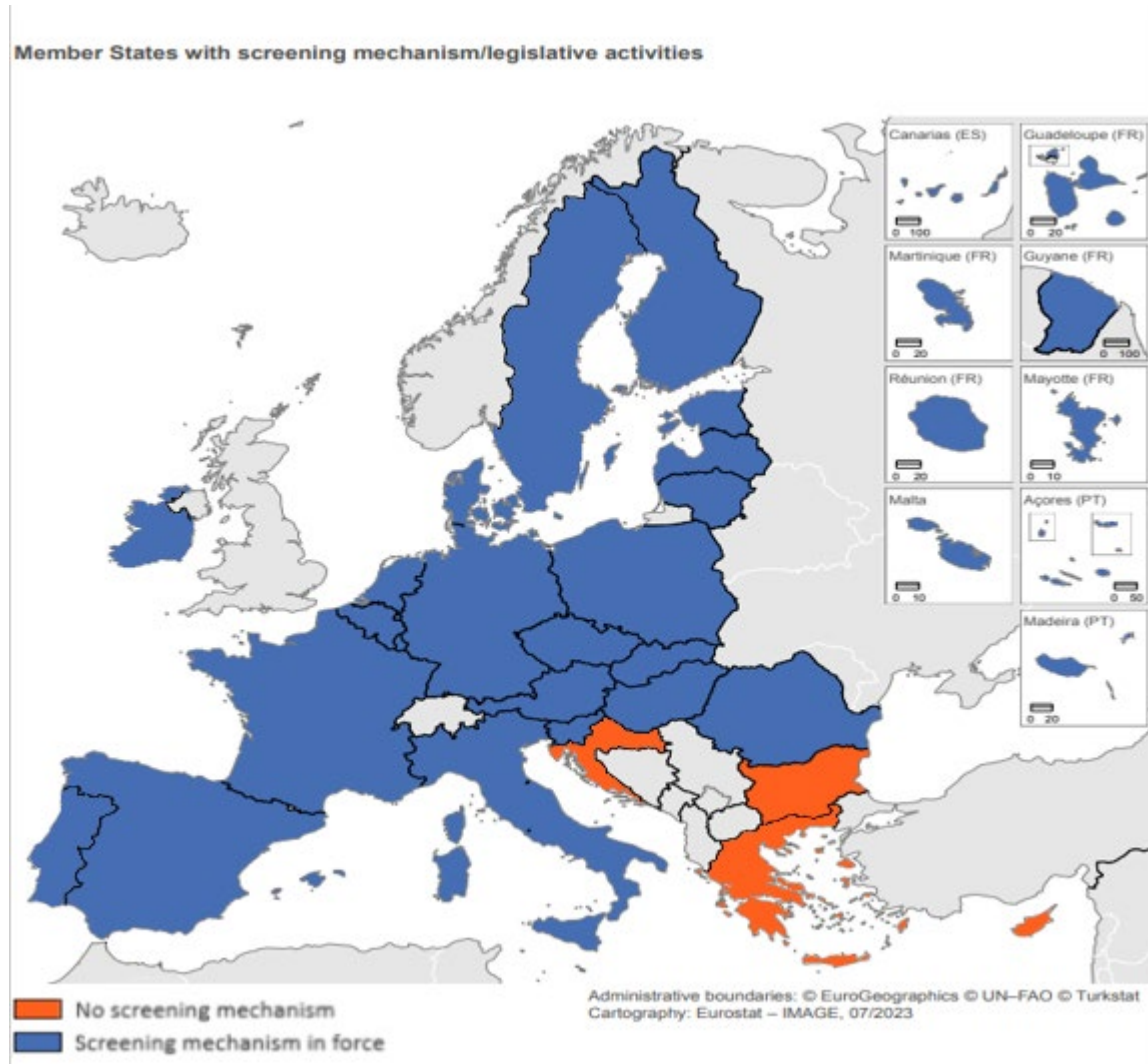 Member States with screening mechanism/legislative activities
Canarias (ES)
0 100
Guadeloupe (FR)
0 20
Martinique (FR)
0 20
Guyane (FR)
0 100
Réunion (FR)
0 20
Mayotte (FR)
0 10
Malta
0 10
Açores (PT)
0 50
Madeira (PT)
0 20
No screening mechanism
Screening mechanism in force
Administrative boundaries: © EuroGeographics © UN–FAO © Turkstat
Cartography: Eurostat – IMAGE, 07/2023